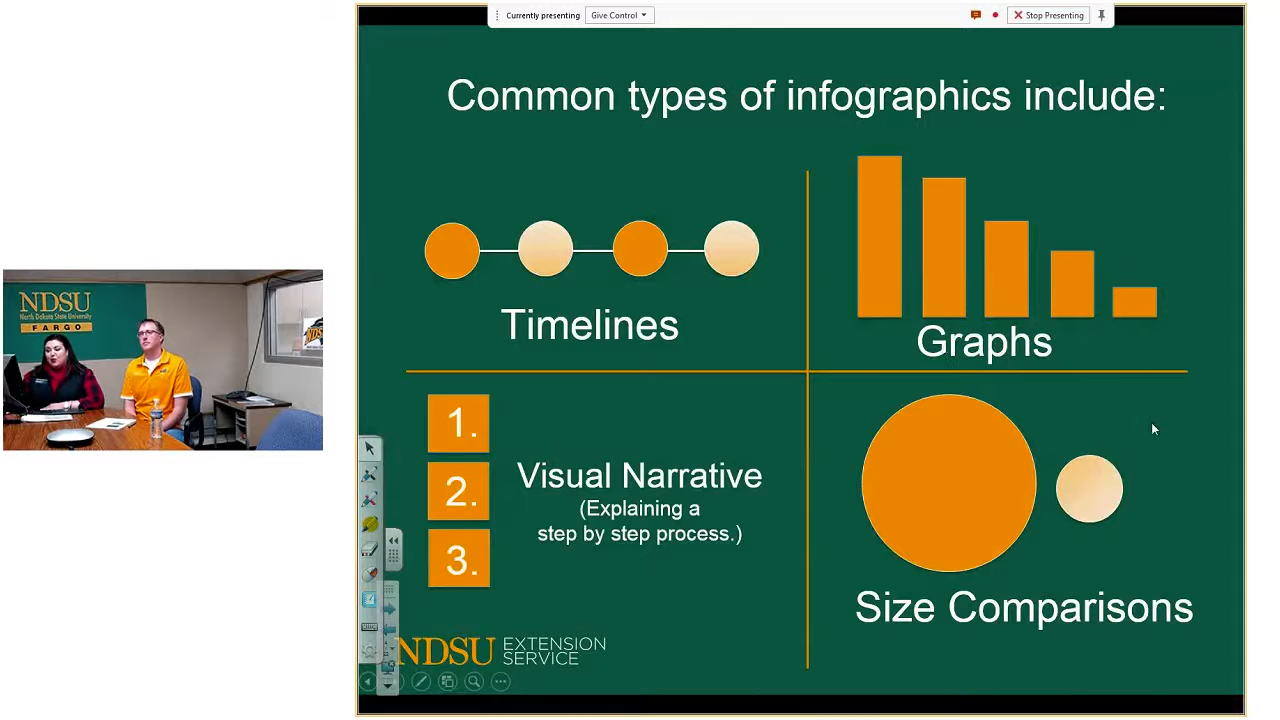 Currently presenting
Give Control
Stop Presenting
Common types of infographics include:
Timelines
Graphs
1.
2.
3.
Visual Narrative
(Explaining a
step by step process.)
Size Comparisons
NDSU EXTENSION
SERVICE
NDSU
North Dakota State University
FARGO